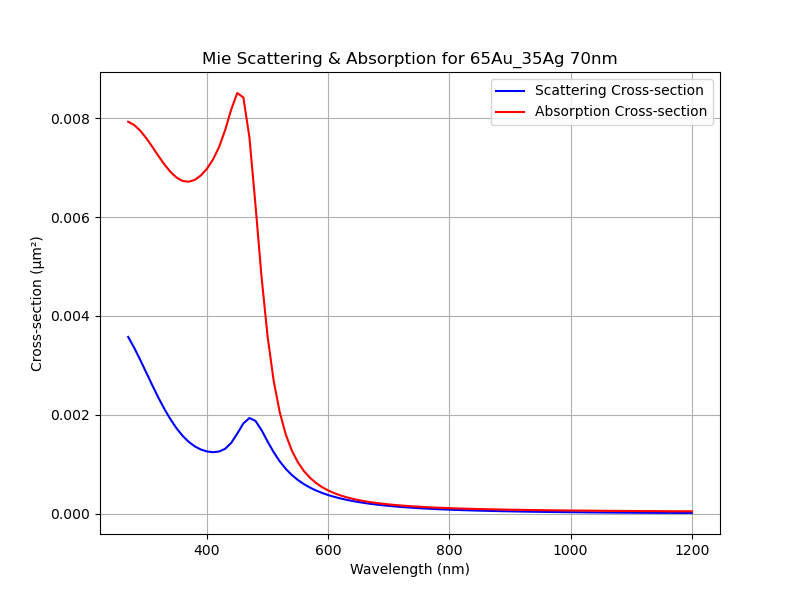 Mie Scattering & Absorption for 65Au_35Ag 70nm
Scattering Cross-section
Absorption Cross-section
Cross-section (μm²)
0.008
0.006
0.004
0.002
0.000
400 600 800 1000 1200
Wavelength (nm)